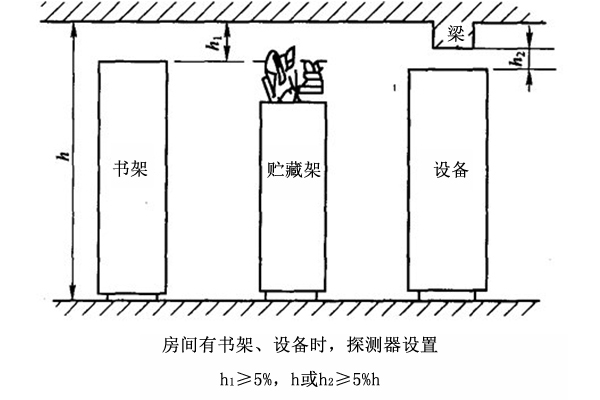 梁
h₁
h₂
h
书架
贮藏架
设备
房间有书架、设备时，探测器设置
h₁≥5%，h或h₂≥5%h